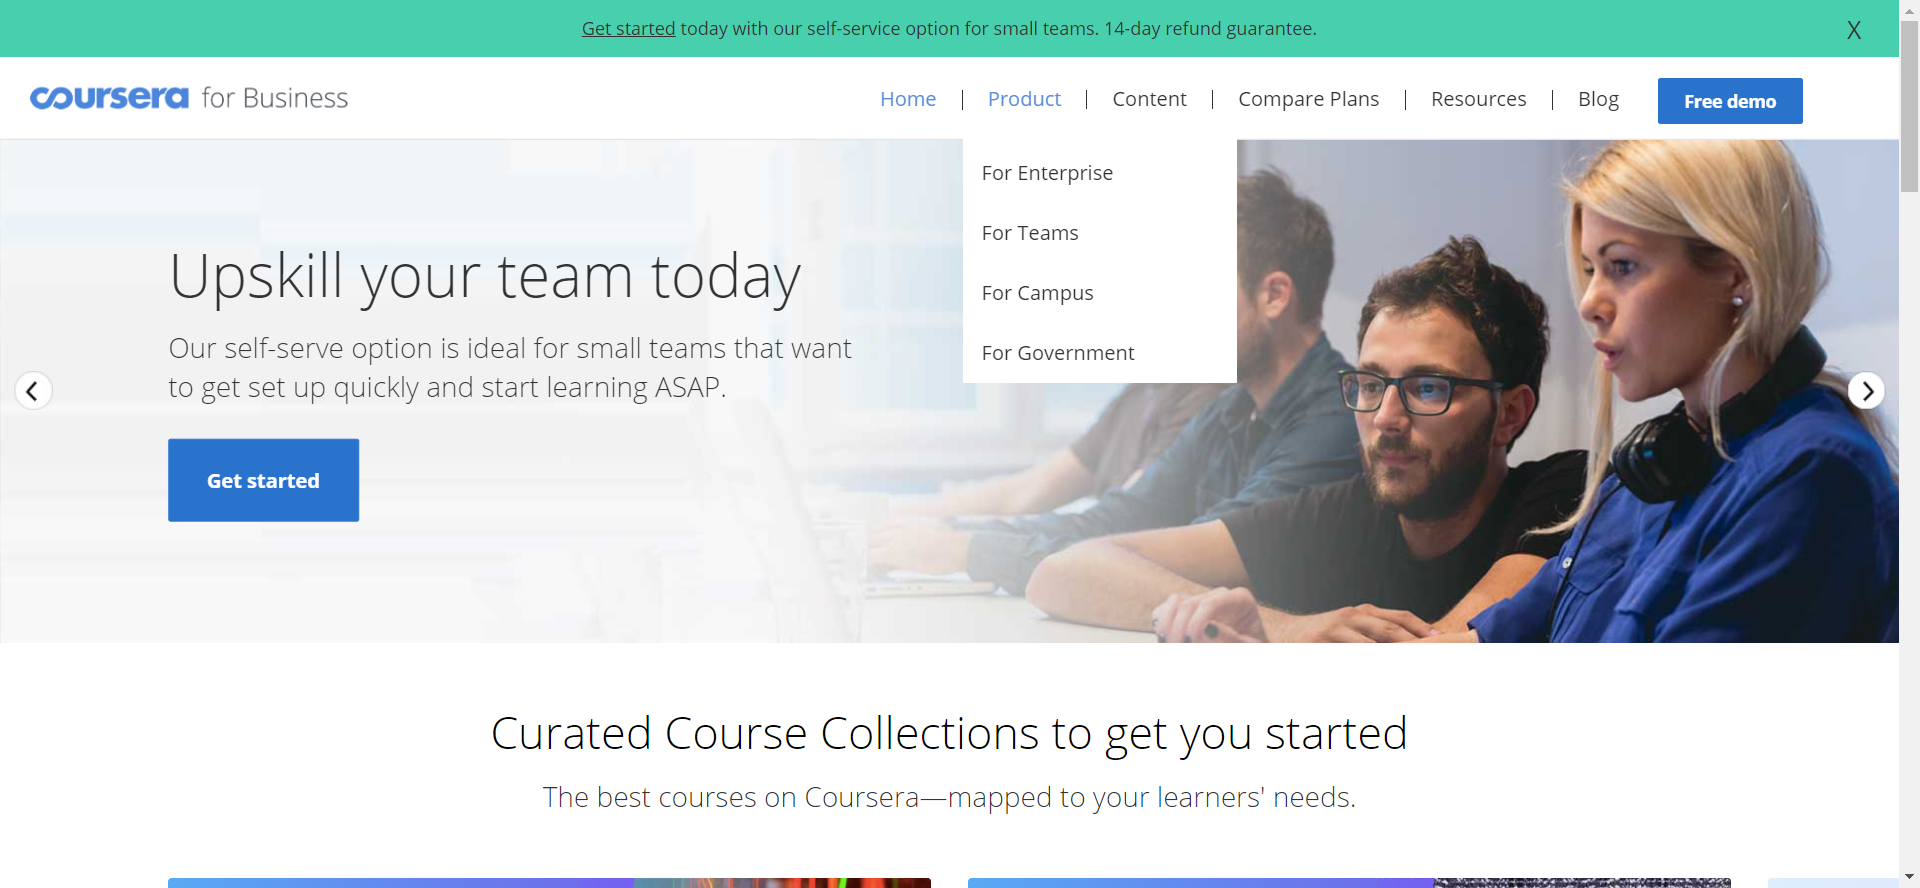 Get started today with our self-service option for small teams. 14-day refund guarantee.
X
coursera for Business
Home | Product | Content | Compare Plans | Resources | Blog
Free demo
For Enterprise
For Teams
For Campus
For Government
Upskill your team today
Our self-serve option is ideal for small teams that want
to get set up quickly and start learning ASAP.
Get started
Curated Course Collections to get you started
The best courses on Coursera—mapped to your learners' needs.